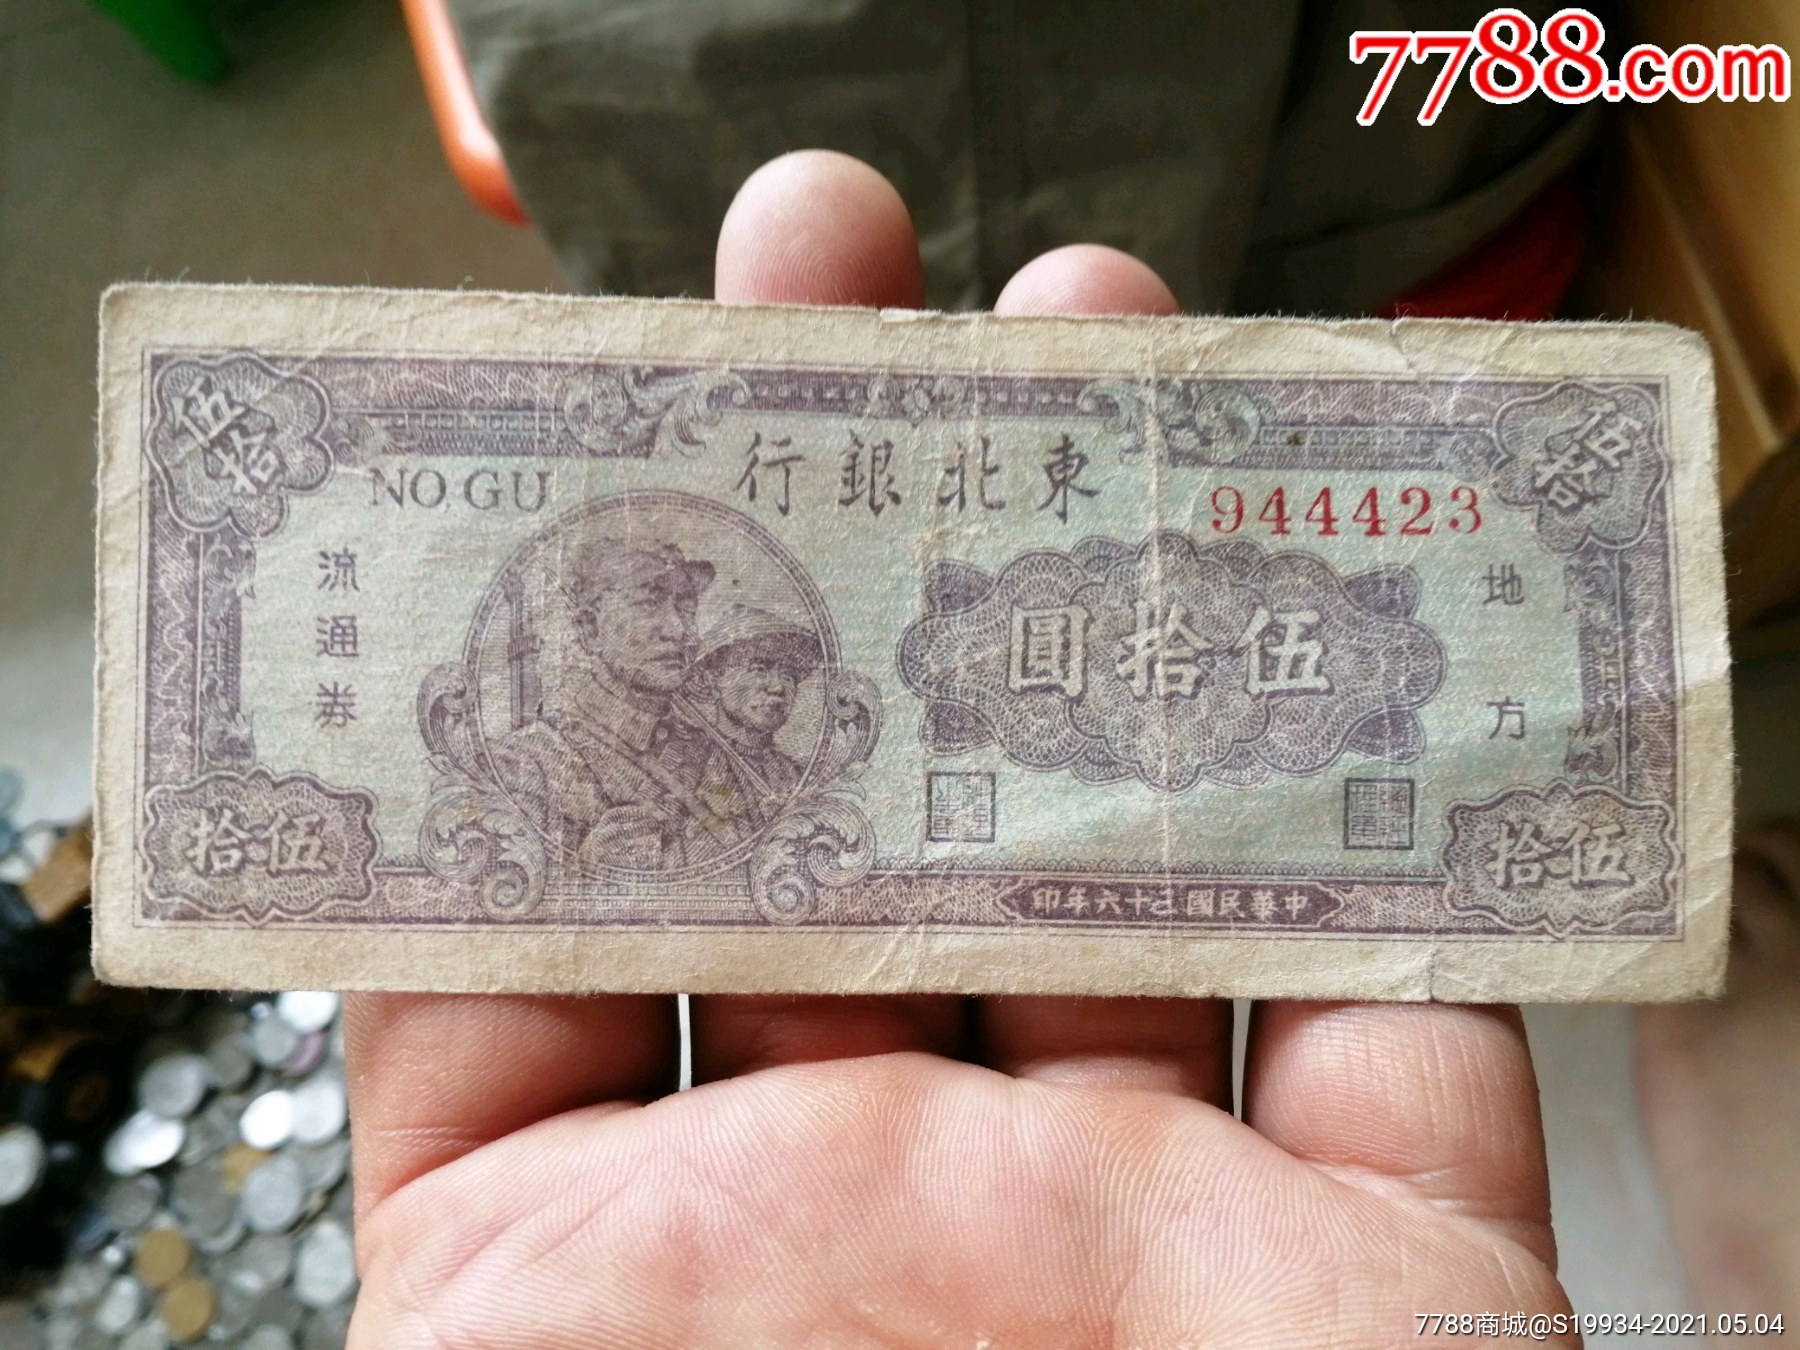 7788.com
伍拾
伍拾
東北銀行
NO. GU
944423
地方
流通券
伍拾圓
伍拾
伍拾
中華民國三十六年印
7788商城@S19934-2021.05.04